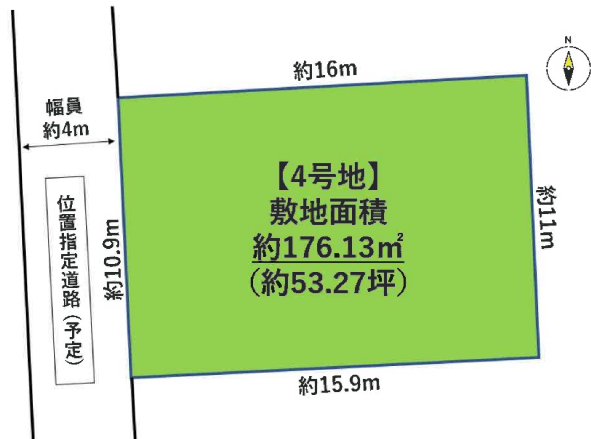 N
約16m
幅員
約4m
【4号地】
敷地面積
約176.13㎡
(約53.27坪)
約11m
約10.9m
位置指定道路(予定)
約15.9m